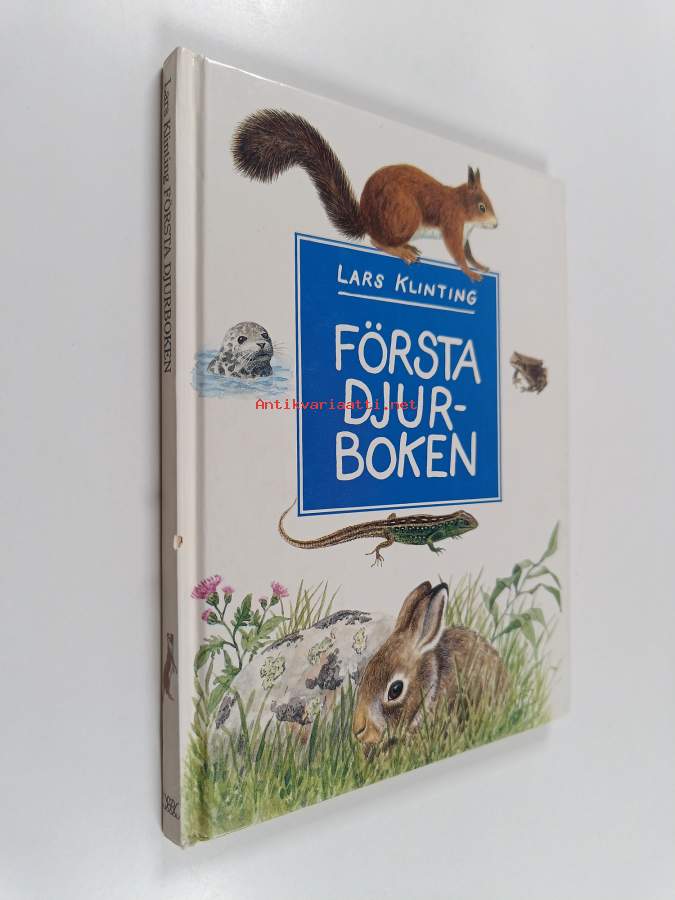 Lars Klinting FÖRSTA DJURBOKEN
LARS KLINTING
FÖRSTA
DJUR-
BOKEN
Antikvariaatti.net